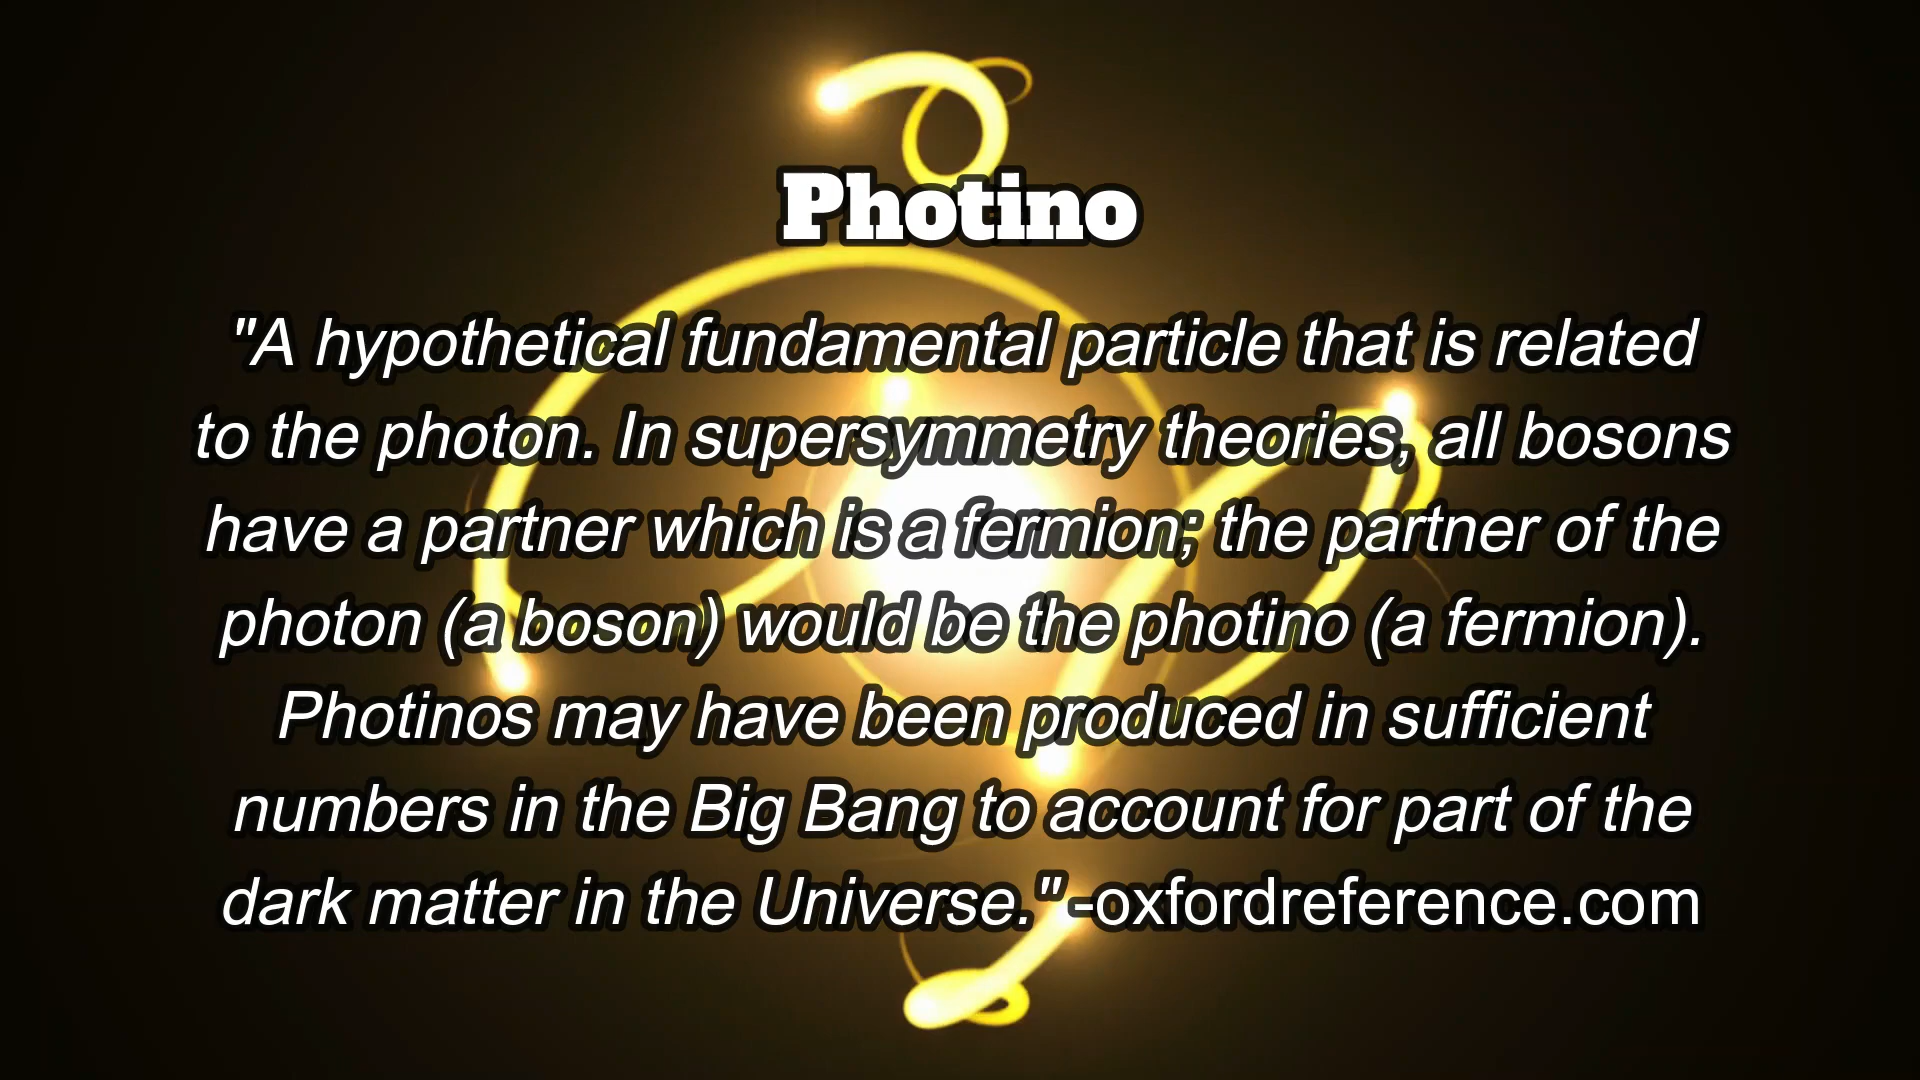 Photino
"A hypothetical fundamental particle that is related
to the photon. In supersymmetry theories, all bosons
have a partner which is a fermion; the partner of the
photon (a boson) would be the photino (a fermion).
Photinos may have been produced in sufficient
numbers in the Big Bang to account for part of the
dark matter in the Universe." -oxfordreference.com